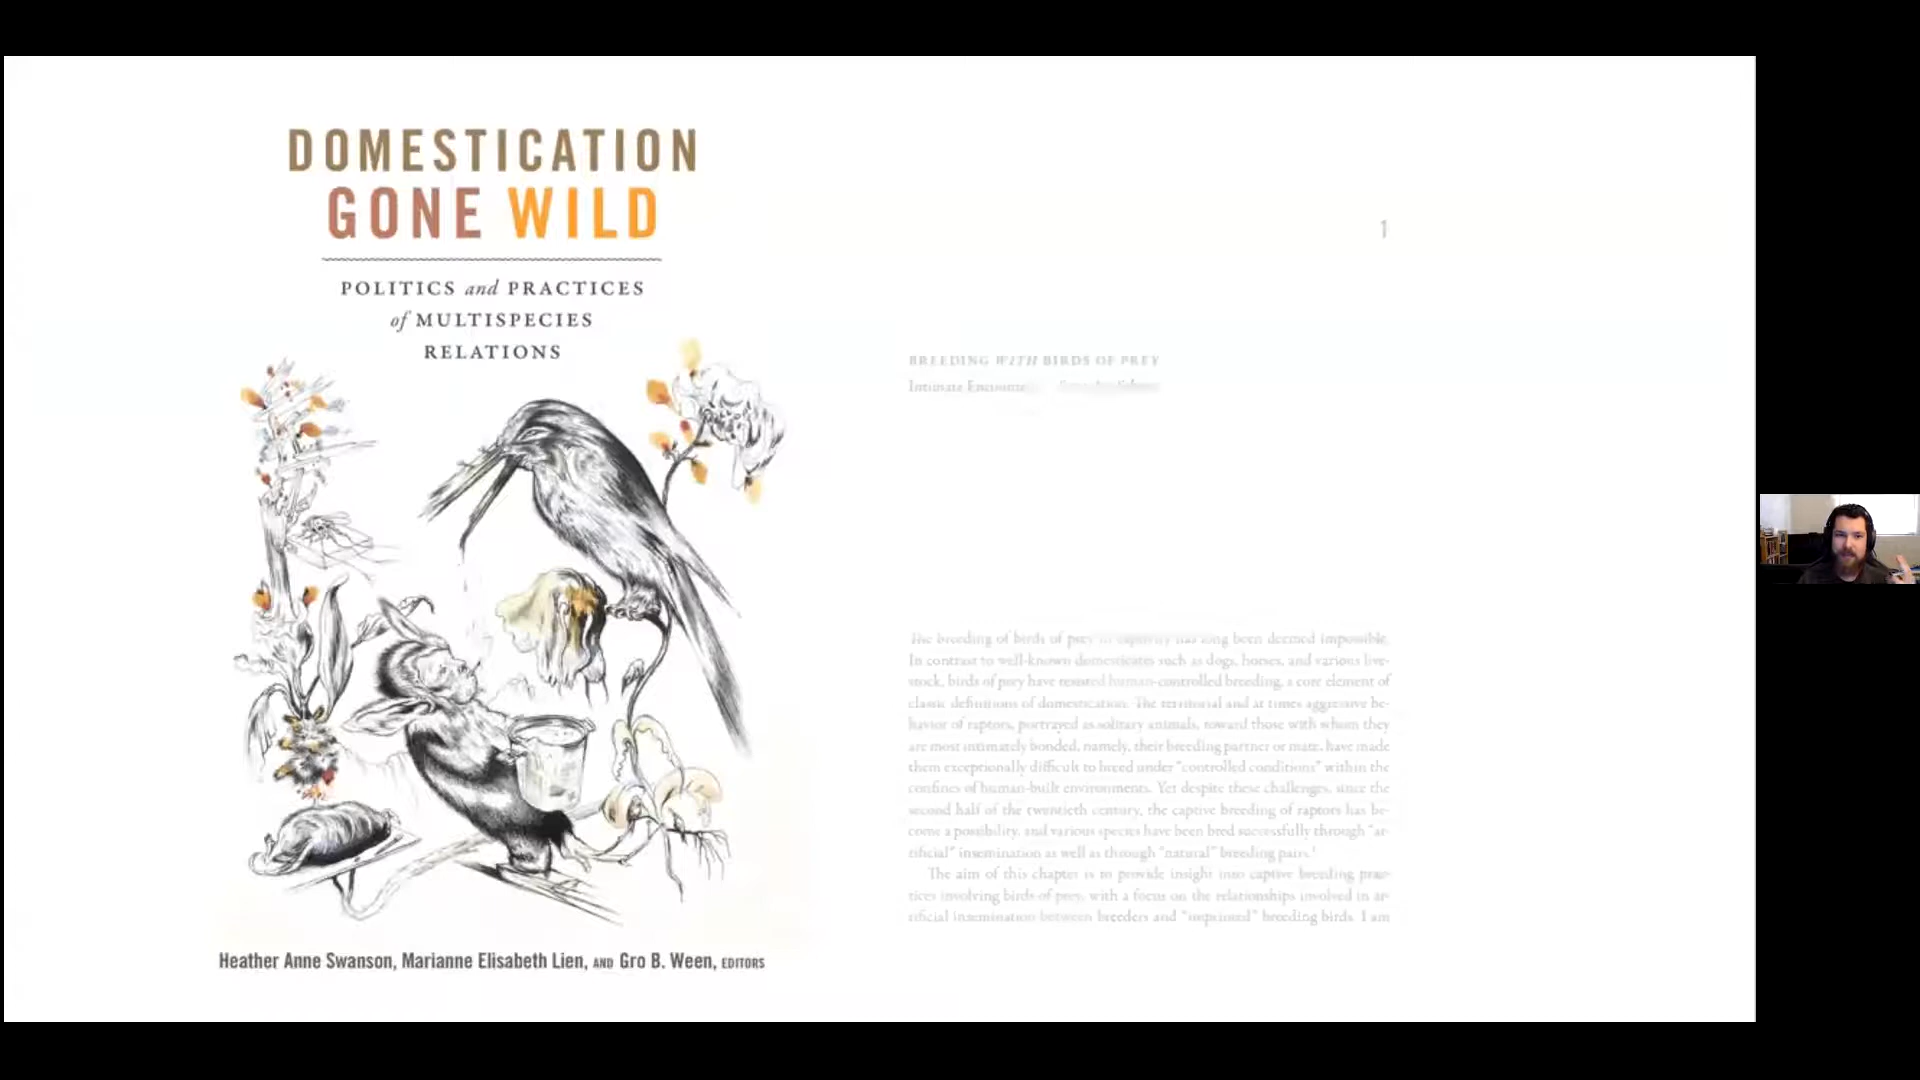 DOMESTICATION
GONE WILD
POLITICS and PRACTICES
of MULTISPECIES
RELATIONS
Heather Anne Swanson, Marianne Elisabeth Lien, AND Gro B. Ween, EDITORS
1
BREEDING WITH BIRDS OF PREY
Intimate Encounters
The breeding of birds of prey in captivity has long been deemed impossible.
In contrast to well-known domesticates such as dogs, horses, and various live-
stock, birds of prey have resisted human-controlled breeding, a core element of
classic definitions of domestication. The territorial and at times aggressive be-
havior of raptors, portrayed as solitary animals, toward those with whom they
are most intimately bonded, namely, their breeding partner or mate, have made
them exceptionally difficult to breed under "controlled conditions" within the
confines of human-built environments. Yet despite these challenges, since the
second half of the twentieth century, the captive breeding of raptors has be-
come a possibility, and various species have been bred successfully through "ar-
tificial" insemination as well as through "natural" breeding pairs.¹
The aim of this chapter is to provide insight into captive breeding prac-
tices involving birds of prey, with a focus on the relationships involved in ar-
tificial insemination between breeders and "imprinted" breeding birds. I am